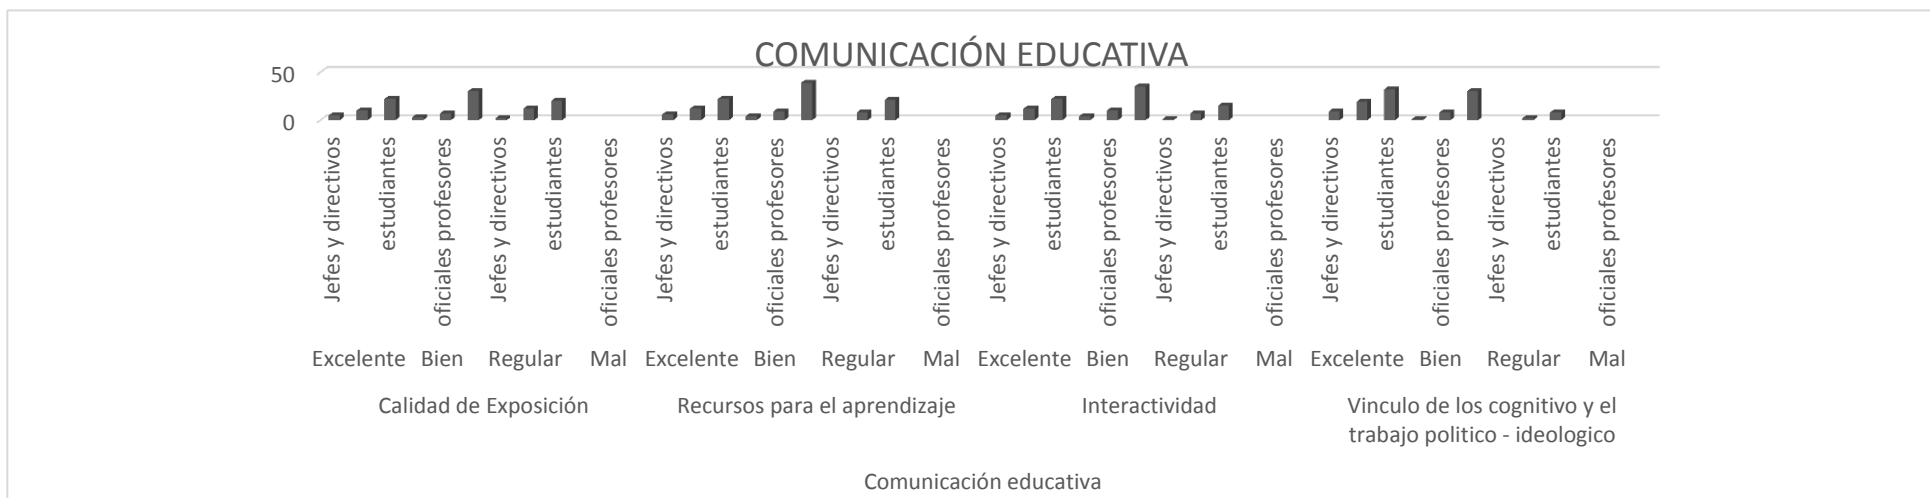 COMUNICACIÓN EDUCATIVA
50
0
Jefes y directivos
estudiantes
oficiales profesores
Jefes y directivos
estudiantes
oficiales profesores
Jefes y directivos
estudiantes
oficiales profesores
Jefes y directivos
estudiantes
oficiales profesores
Jefes y directivos
estudiantes
oficiales profesores
Jefes y directivos
estudiantes
oficiales profesores
Jefes y directivos
estudiantes
oficiales profesores
Jefes y directivos
estudiantes
oficiales profesores
Excelente Bien Regular Mal Excelente Bien Regular Mal Excelente Bien Regular Mal Excelente Bien Regular Mal
Calidad de Exposición Recursos para el aprendizaje Interactividad Vinculo de los cognitivo y el
trabajo politico - ideologico
Comunicación educativa